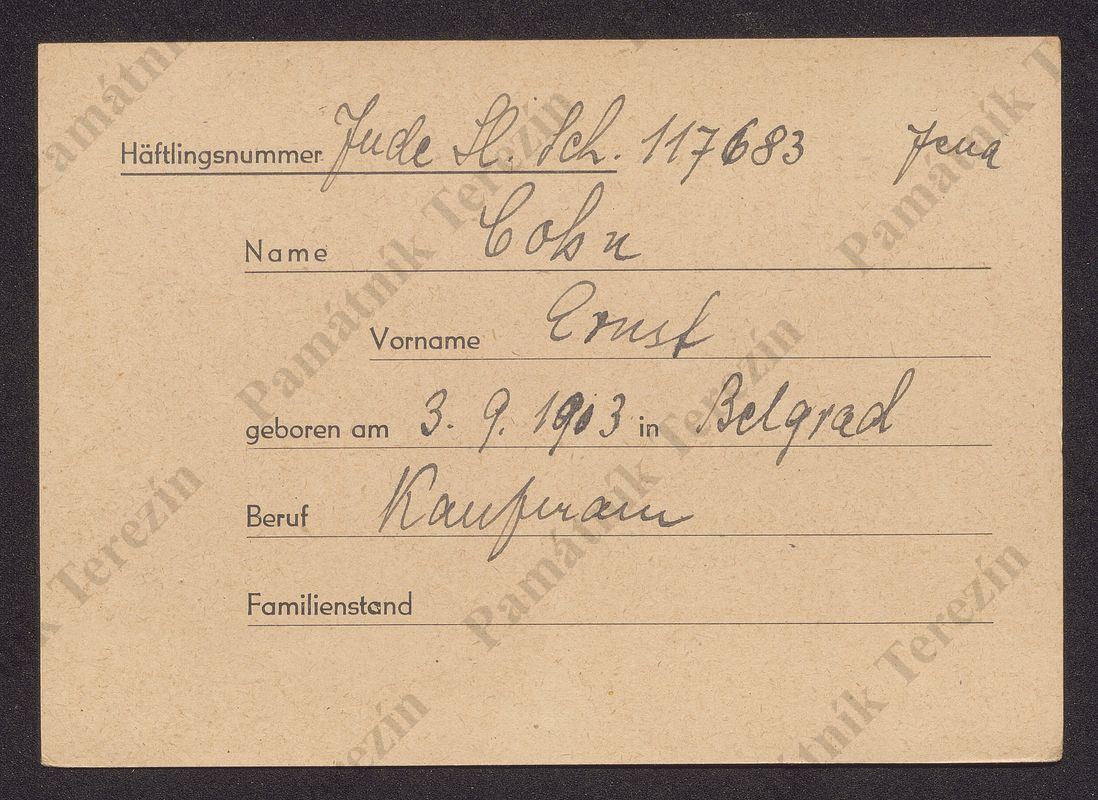 Häftlingsnummer Jude Sl. Sch. 117683 Jena
Name Cohn
Vorname Ernst
geboren am 3. 9. 1903 in Belgrad
Beruf Kaufmann
Familienstand
Památník Terezín